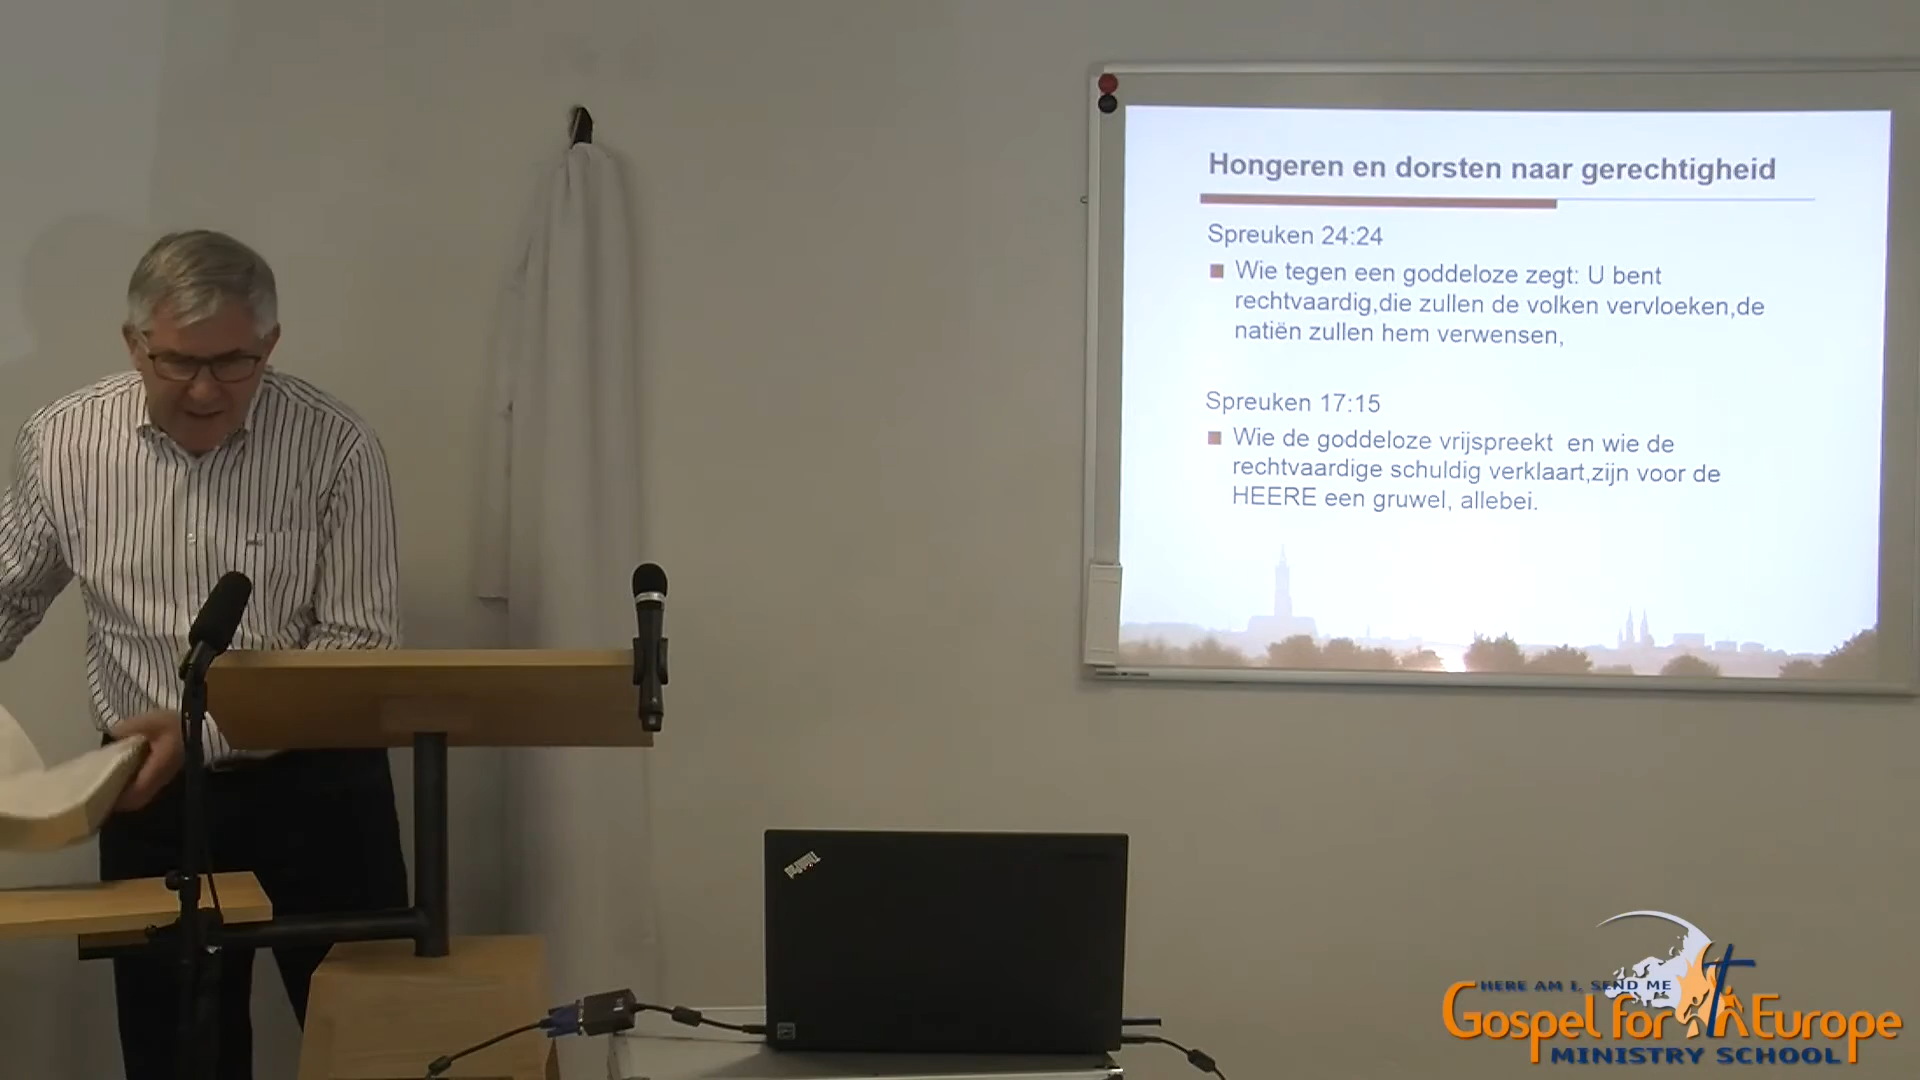 Hongeren en dorsten naar gerechtigheid
Spreuken 24:24
Wie tegen een goddeloze zegt: U bent
rechtvaardig,die zullen de volken vervloeken,de
natiën zullen hem verwensen,
Spreuken 17:15
Wie de goddeloze vrijspreekt en wie de
rechtvaardige schuldig verklaart,zijn voor de
HEERE een gruwel, allebei.
ThinkPad
HERE AM I, SEND ME
Gospel for Europe
MINISTRY SCHOOL